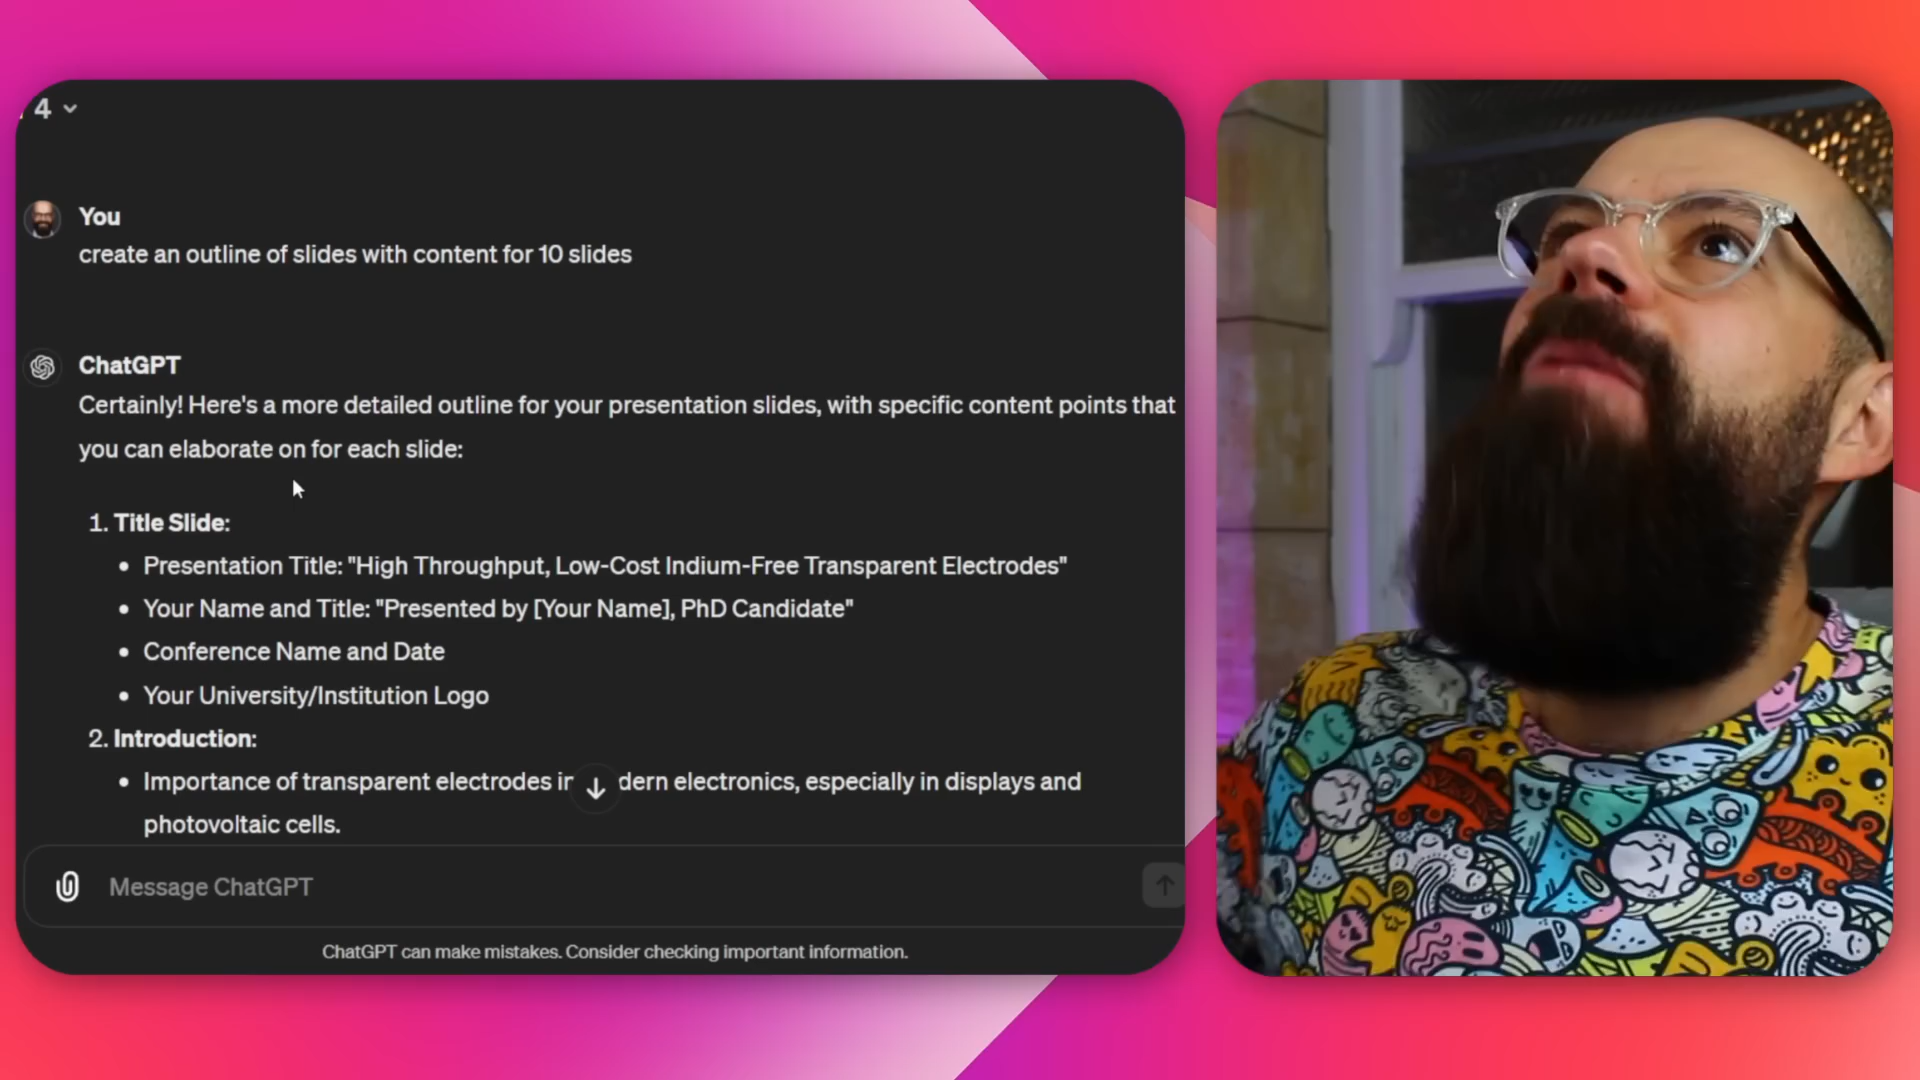 4
You
create an outline of slides with content for 10 slides
ChatGPT
Certainly! Here's a more detailed outline for your presentation slides, with specific content points that
you can elaborate on for each slide:
1. Title Slide:
• Presentation Title: "High Throughput, Low-Cost Indium-Free Transparent Electrodes"
• Your Name and Title: "Presented by [Your Name], PhD Candidate"
• Conference Name and Date
• Your University/Institution Logo
2. Introduction:
• Importance of transparent electrodes in dern electronics, especially in displays and
photovoltaic cells.
Message ChatGPT
ChatGPT can make mistakes. Consider checking important information.